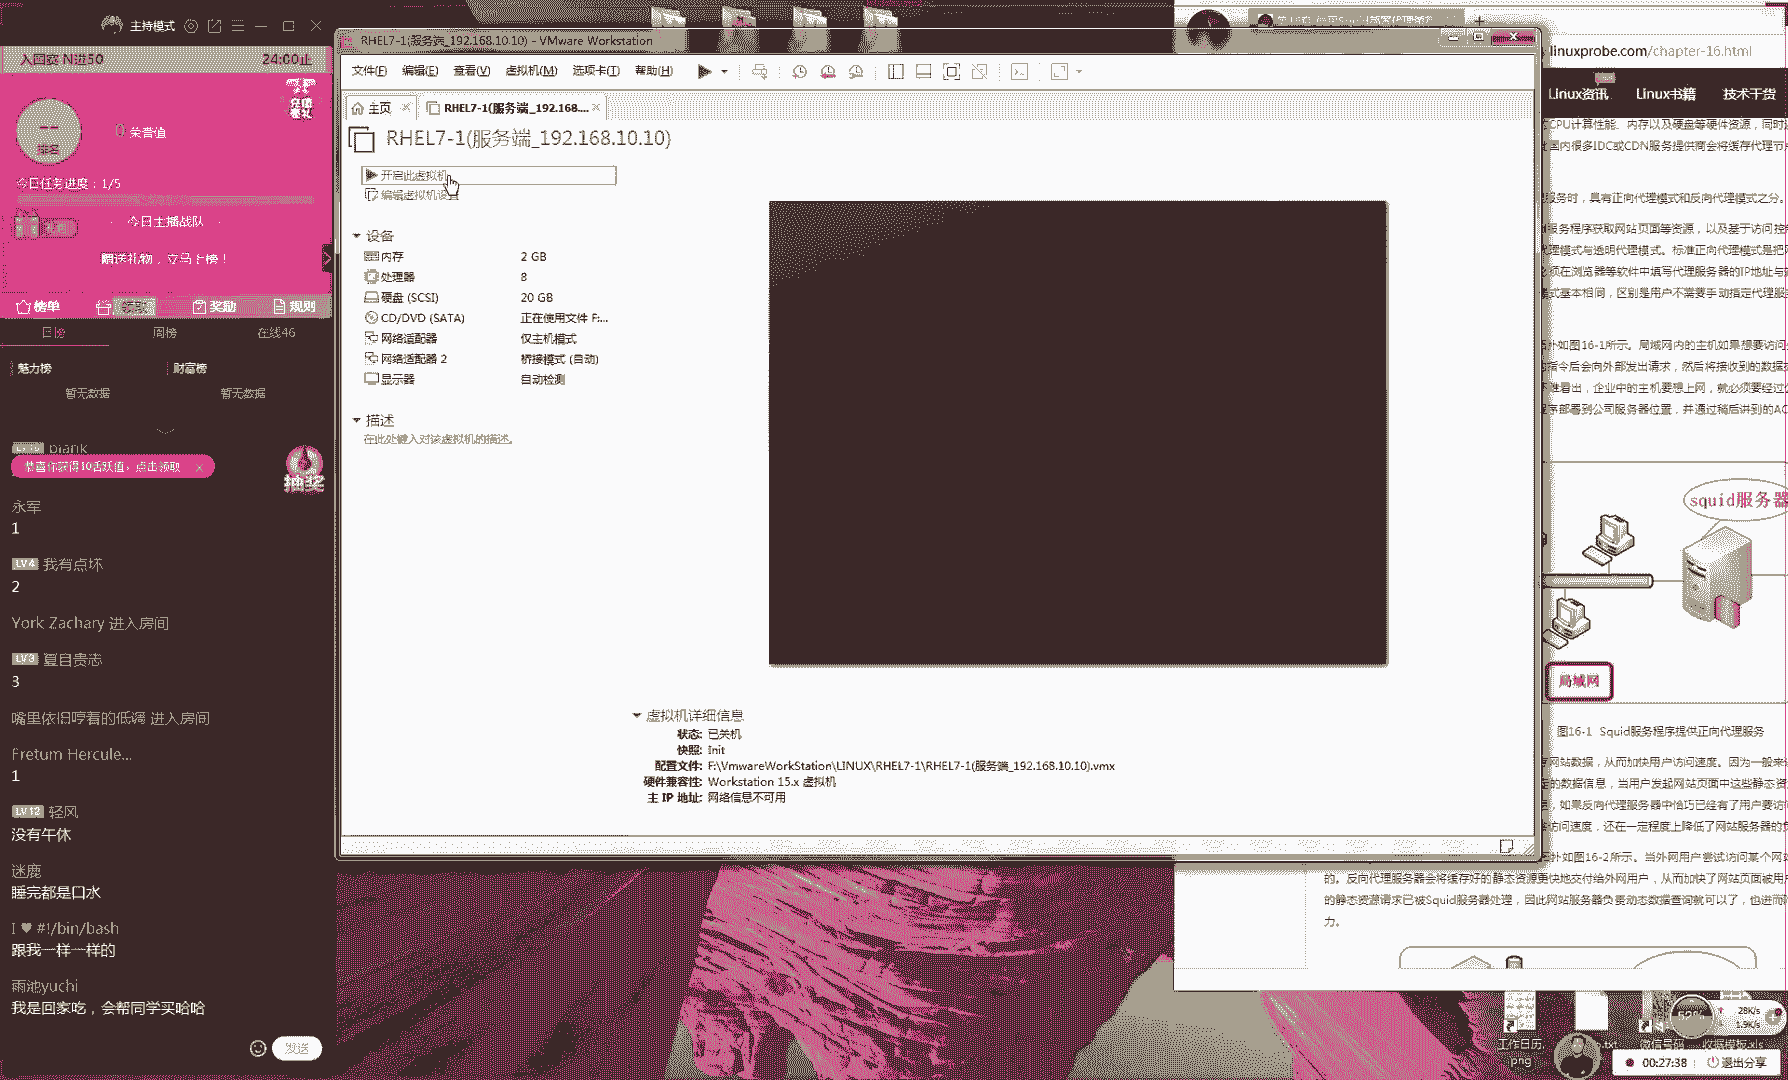 主持模式
入围赛 N进50
24:00止
--
排名
0 荣誉值
今日任务进度：1/5
今日主播战队
赠送礼物，立马上榜！
榜单
奖励
规则
日榜
周榜
在线46
魅力榜
财富榜
暂无数据
暂无数据
blank
恭喜你获得10活跃值，点击领取 ×
抽奖
永军
1
LV4 我有点坏
2
York Zachary 进入房间
LV3 夏自贵志
3
嘴里依旧哼着的低调 进入房间
Fretum Hercule...
1
LV12 轻风
没有午休
迷鹿
睡完都是口水
I ♥ #!/bin/bash
跟我一样一样的
雨池yuchi
我是回家吃，会帮同学买哈哈
发送
RHEL7-1(服务端_192.168.10.10) - VMware Workstation
文件(F) 编辑(E) 查看(V) 虚拟机(M) 选项卡(T) 帮助(H)
主页 ×
RHEL7-1(服务端_192.168.... ×
RHEL7-1(服务端_192.168.10.10)
开启此虚拟机
编辑虚拟机设置
设备
内存 2 GB
处理器 8
硬盘 (SCSI) 20 GB
CD/DVD (SATA) 正在使用文件 F:...
网络适配器 仅主机模式
网络适配器 2 桥接模式 (自动)
显示器 自动检测
描述
在此处键入对该虚拟机的描述。
虚拟机详细信息
状态: 已关机
快照: Init
配置文件: F:\VmwareWorkStation\LINUX\RHEL7-1\RHEL7-1(服务端_192.168.10.10).vmx
硬件兼容性: Workstation 15.x 虚拟机
主 IP 地址: 网络信息不可用
linuxprobe.com/chapter-16.html
Linux资讯 Linux书籍 技术干货
CPU计算性能、内存以及硬盘等硬件资源，同时还
国内很多IDC或CDN服务提供商会将缓存代理节点
服务时，具有正向代理模式和反向代理模式之分。
服务程序获取网站页面等资源，以及基于访问控
理模式与透明代理模式。标准正向代理模式是把
须在浏览器等软件中填写代理服务器的IP地址与
式基本相同，区别是用户不需要手动指定代理服
扑如图16-1所示。局域网内的主机如果想要访问
指令后会向外部发出请求，然后将接收到的数据
不难看出，企业中的主机要想上网，就必须要经过
程序部署到公司服务器位置，并通过稍后讲到的AC
squid服务器
局域网
图16-1 Squid服务程序提供正向代理服务
存网站数据，从而加快用户访问速度。因为一般来
的数据信息，当用户发起网站页面中这些静态资
，如果反向代理服务器中恰巧已经有了用户要访
访问速度，还在一定程度上降低了网站服务器的
扑如图16-2所示。当外网用户尝试访问某个网
的。反向代理服务器会将缓存好的静态资源更快地交付给外网用户，从而加快了网站页面被用
的静态资源请求已被Squid服务器处理，因此网站服务器负责动态数据查询就可以了，也进而
力。
28K/s
1.9K/s
工作日历.png
微信号码
收据模板.xls
00:27:38
退出分享